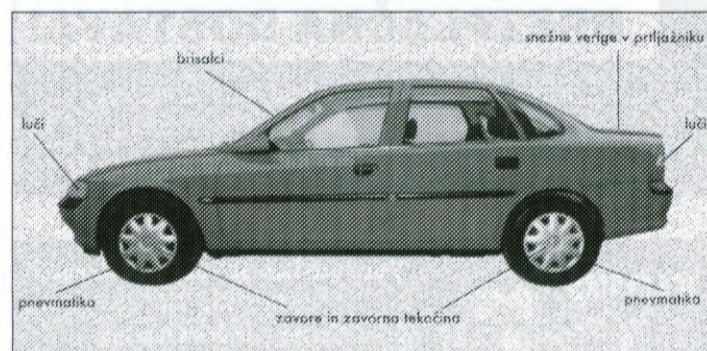 snežne verige v prtljažniku
brisalci
luči
luči
pnevmatika
zavore in zavorna tekočina
pnevmatika